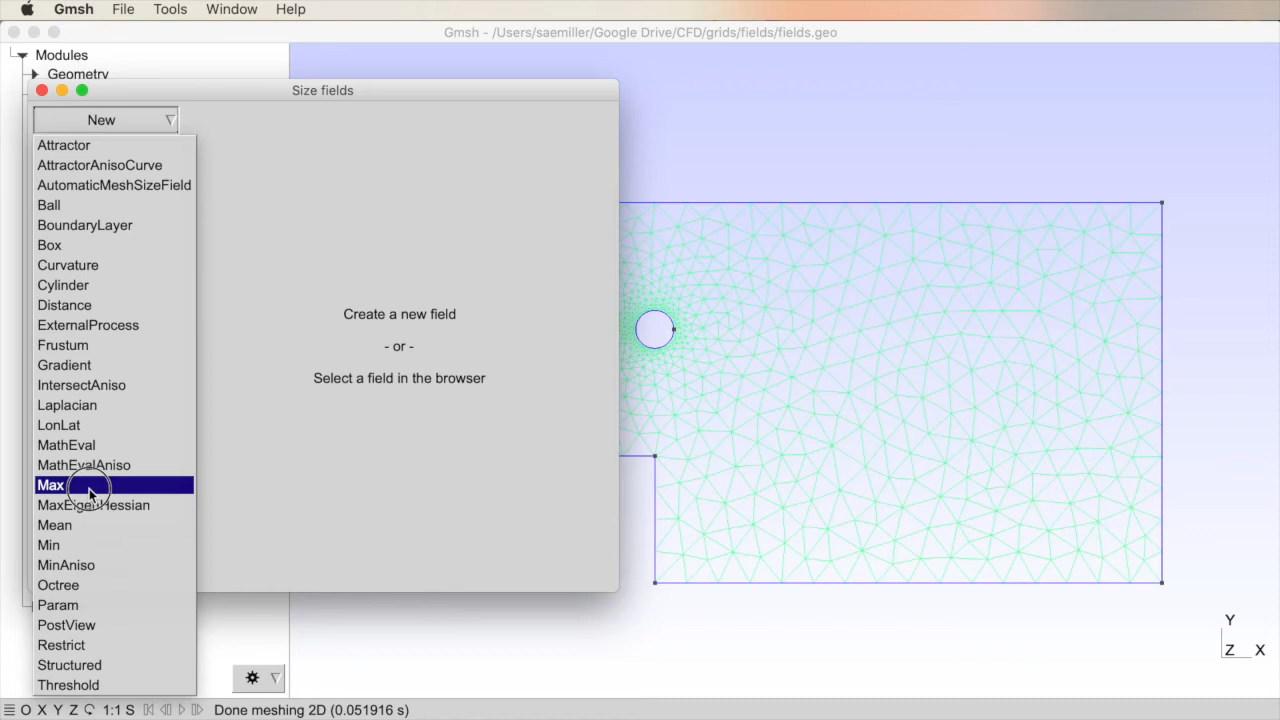 Gmsh File Tools Window Help
Gmsh - /Users/saemiller/Google Drive/CFD/grids/fields/fields.geo
Modules
Geometry
Size fields
New
Attractor
AttractorAnisoCurve
AutomaticMeshSizeField
Ball
BoundaryLayer
Box
Curvature
Cylinder
Distance
ExternalProcess
Frustum
Gradient
IntersectAniso
Laplacian
LonLat
MathEval
MathEvalAniso
Max
MaxEigenHessian
Mean
Min
MinAniso
Octree
Param
PostView
Restrict
Structured
Threshold
Create a new field
- or -
Select a field in the browser
Y
Z X
O X Y Z 1:1 S Done meshing 2D (0.051916 s)